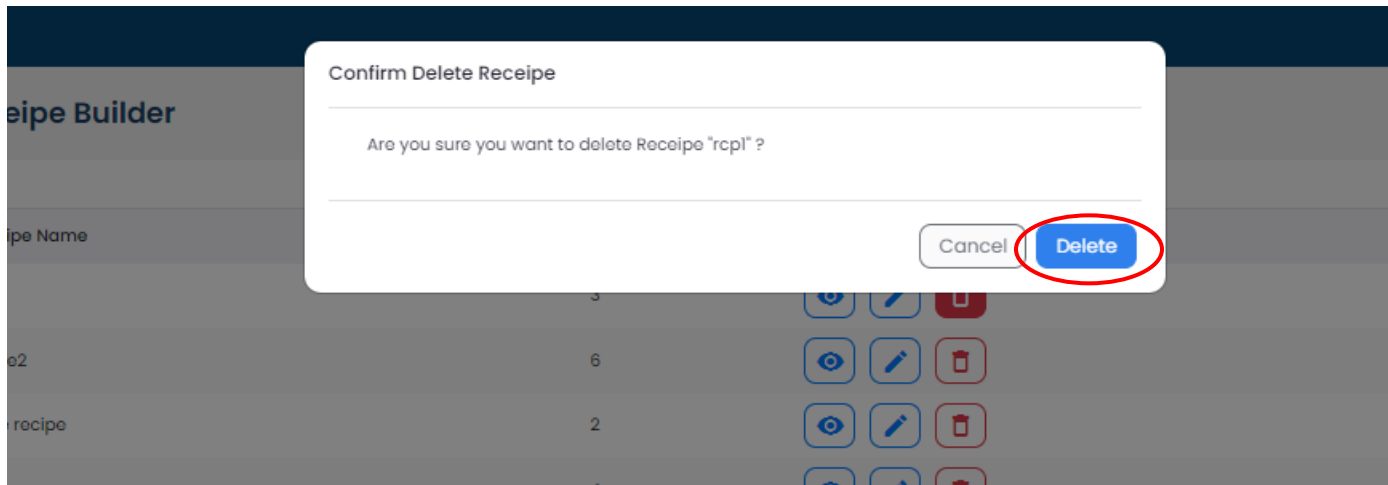 Confirm Delete Receipe
eipe Builder
Are you sure you want to delete Receipe "rcp1" ?
ipe Name
Cancel Delete
3
e2 6
recipe 2